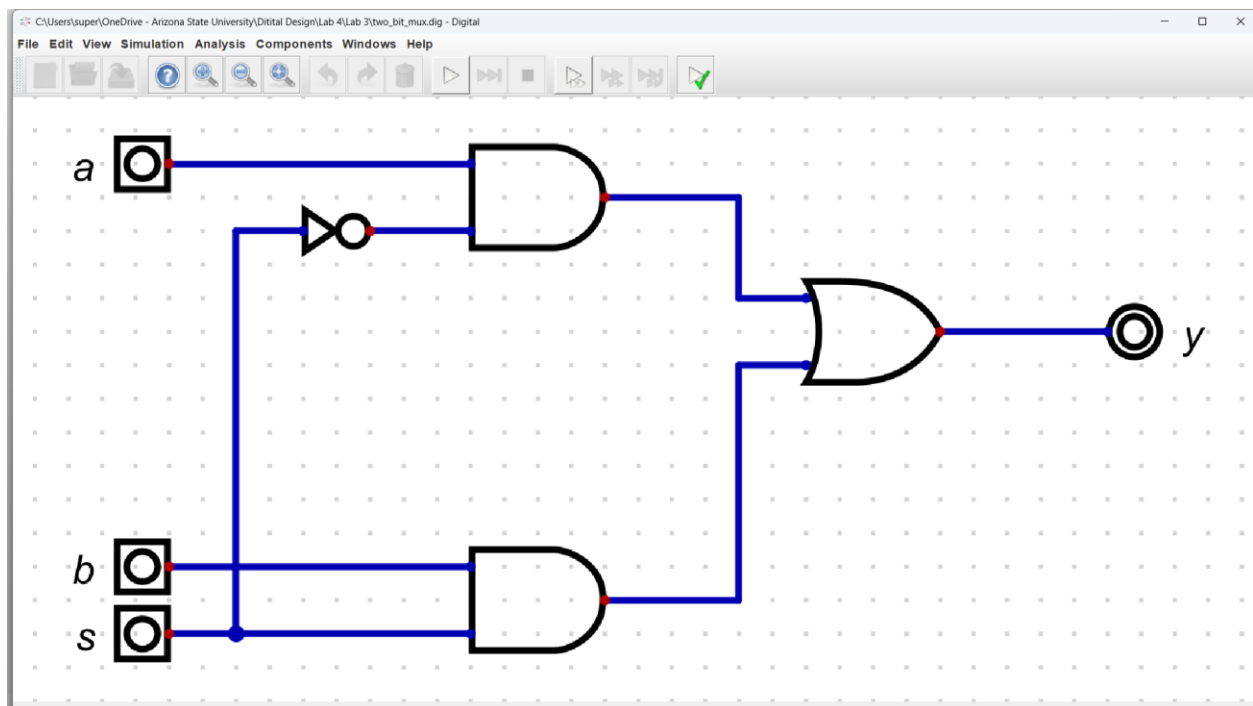 C:\Users\super\OneDrive - Arizona State University\Ditital Design\Lab 4\Lab 3\two_bit_mux.dig - Digital
File Edit View Simulation Analysis Components Windows Help
a
y
b
s